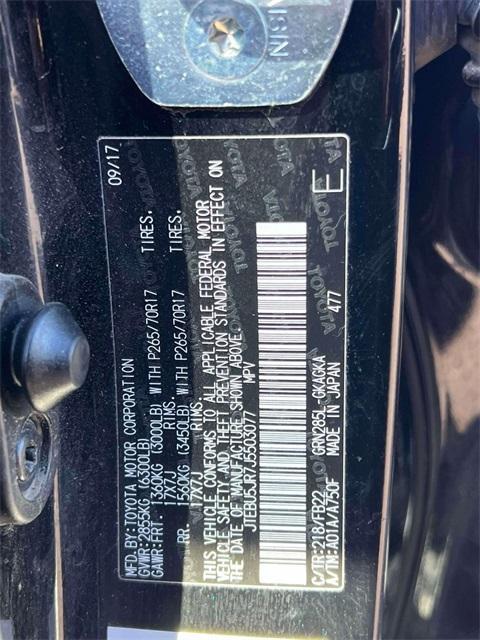 MFD.BY:TOYOTA MOTOR CORPORATION 09/17
GVWR:2855KG (6300LB)
GAWR:FRT. 1360KG (3000LB) WITH P265/70R17 TIRES.
17X7J RIMS.
RR. 1560KG (3450LB) WITH P265/70R17 TIRES.
17X7J RIMS
THIS VEHICLE CONFORMS TO ALL APPLICABLE FEDERAL MOTOR
VEHICLE SAFETY AND THEFT PREVENTION STANDARDS IN EFFECT ON
THE DATE OF MANUFACTURE SHOWN ABOVE.
JTEBU5JR7J5503077 MPV
C/TR:218/FB22 GRN285L-GKAGKA 477
A/TM:A01A/A750F MADE IN JAPAN
E
NISIN